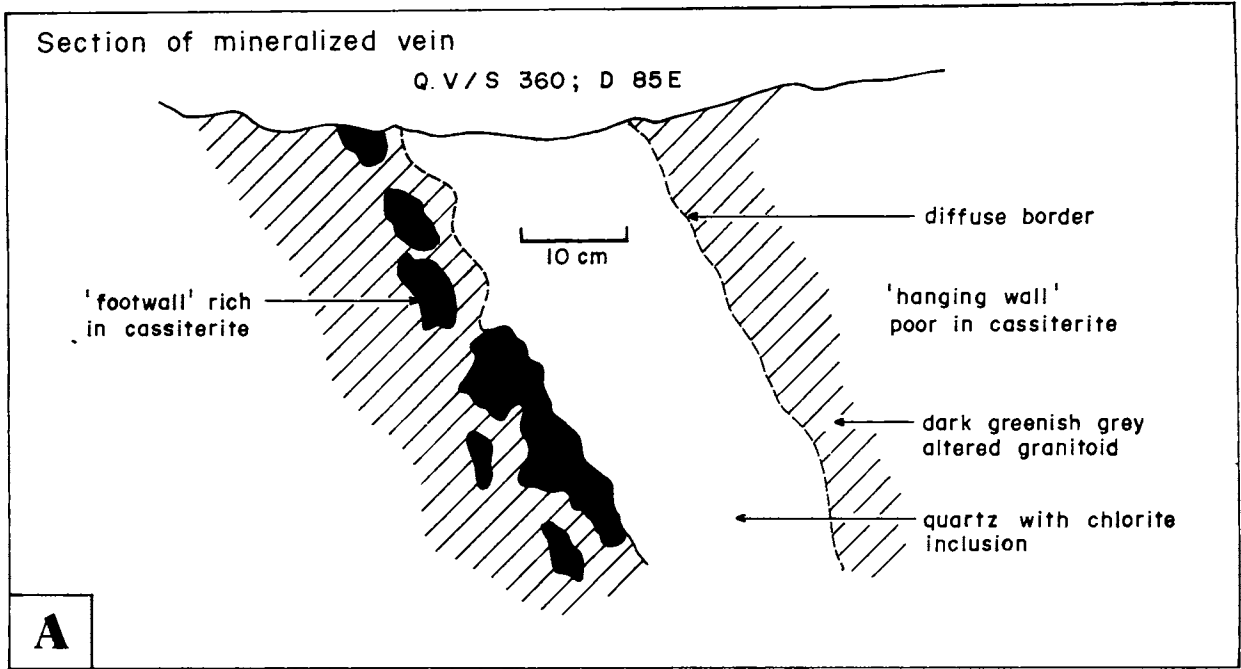 Section of mineralized vein
Q.V/S 360; D 85E
diffuse border
10 cm
'footwall' rich
in cassiterite
'hanging wall'
poor in cassiterite
dark greenish grey
altered granitoid
quartz with chlorite
inclusion
A